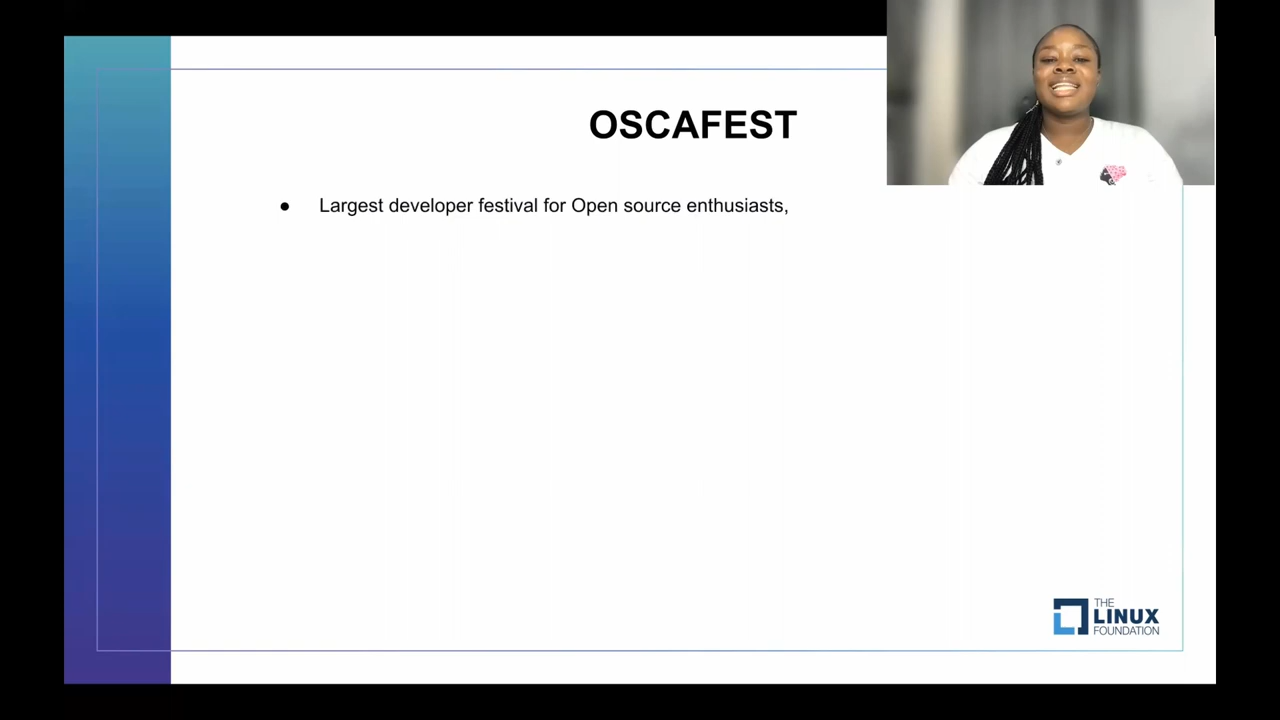 OSCAFEST
● Largest developer festival for Open source enthusiasts,
THE
LINUX
FOUNDATION